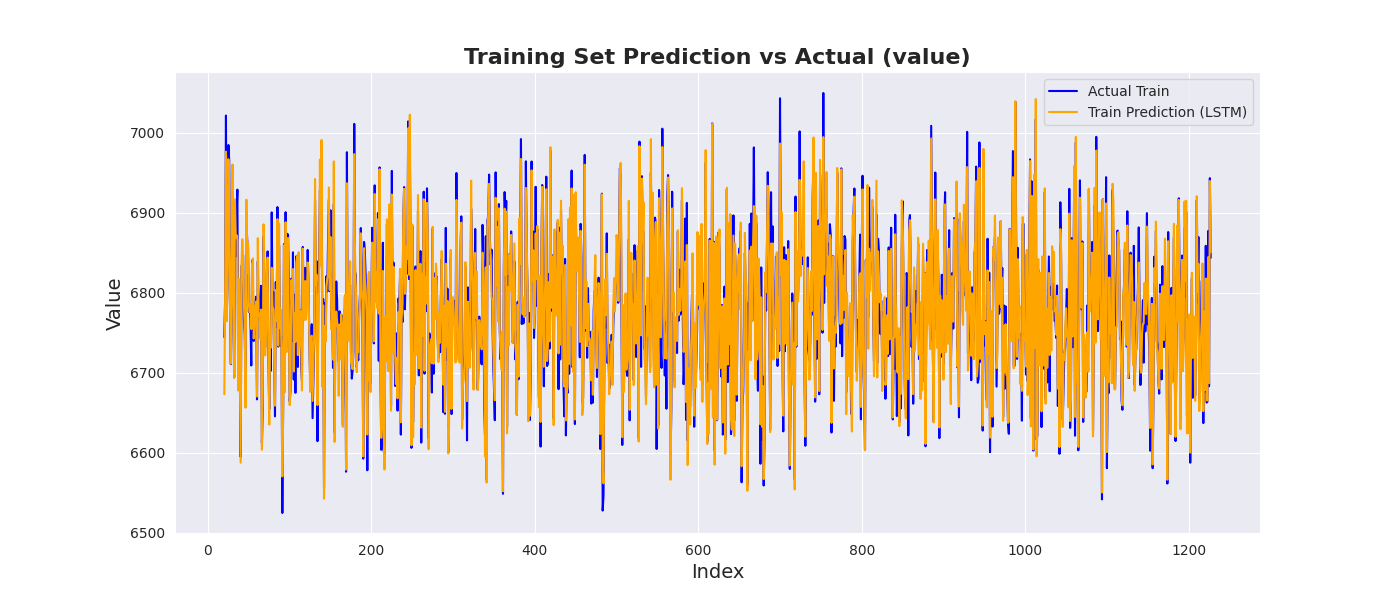 Training Set Prediction vs Actual (value)
Actual Train
Train Prediction (LSTM)
Value
7000
6900
6800
6700
6600
6500
0 200 400 600 800 1000 1200
Index